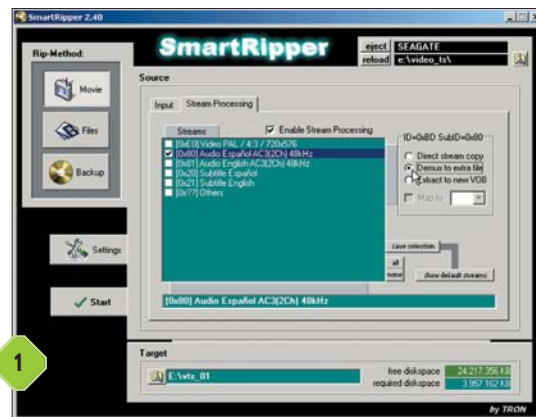 SmartRipper 2.40
Rip-Method:
Movie
Files
Backup
Settings
Start
SmartRipper
eject SEAGATE
reload e:\video_ts\
Source
Input Stream Processing
Streams Enable Stream Processing
[0xE0] Video PAL / 4:3 / 720x576
[0x80] Audio Español AC3(2Ch) 48kHz
[0x81] Audio English AC3(2Ch) 48kHz
[0x20] Subtitle Español
[0x21] Subtitle English
[0x??] Others
ID=0xBD SubID=0x80
Direct stream copy
Demux to extra file
Extract to new VOB
Map to
save selection
all
none
show default streams
[0x80] Audio Español AC3(2Ch) 48kHz
1
Target
E:\vts_01
free diskspace 24.217.356 KB
required diskspace 3.957.162 KB
by TRON